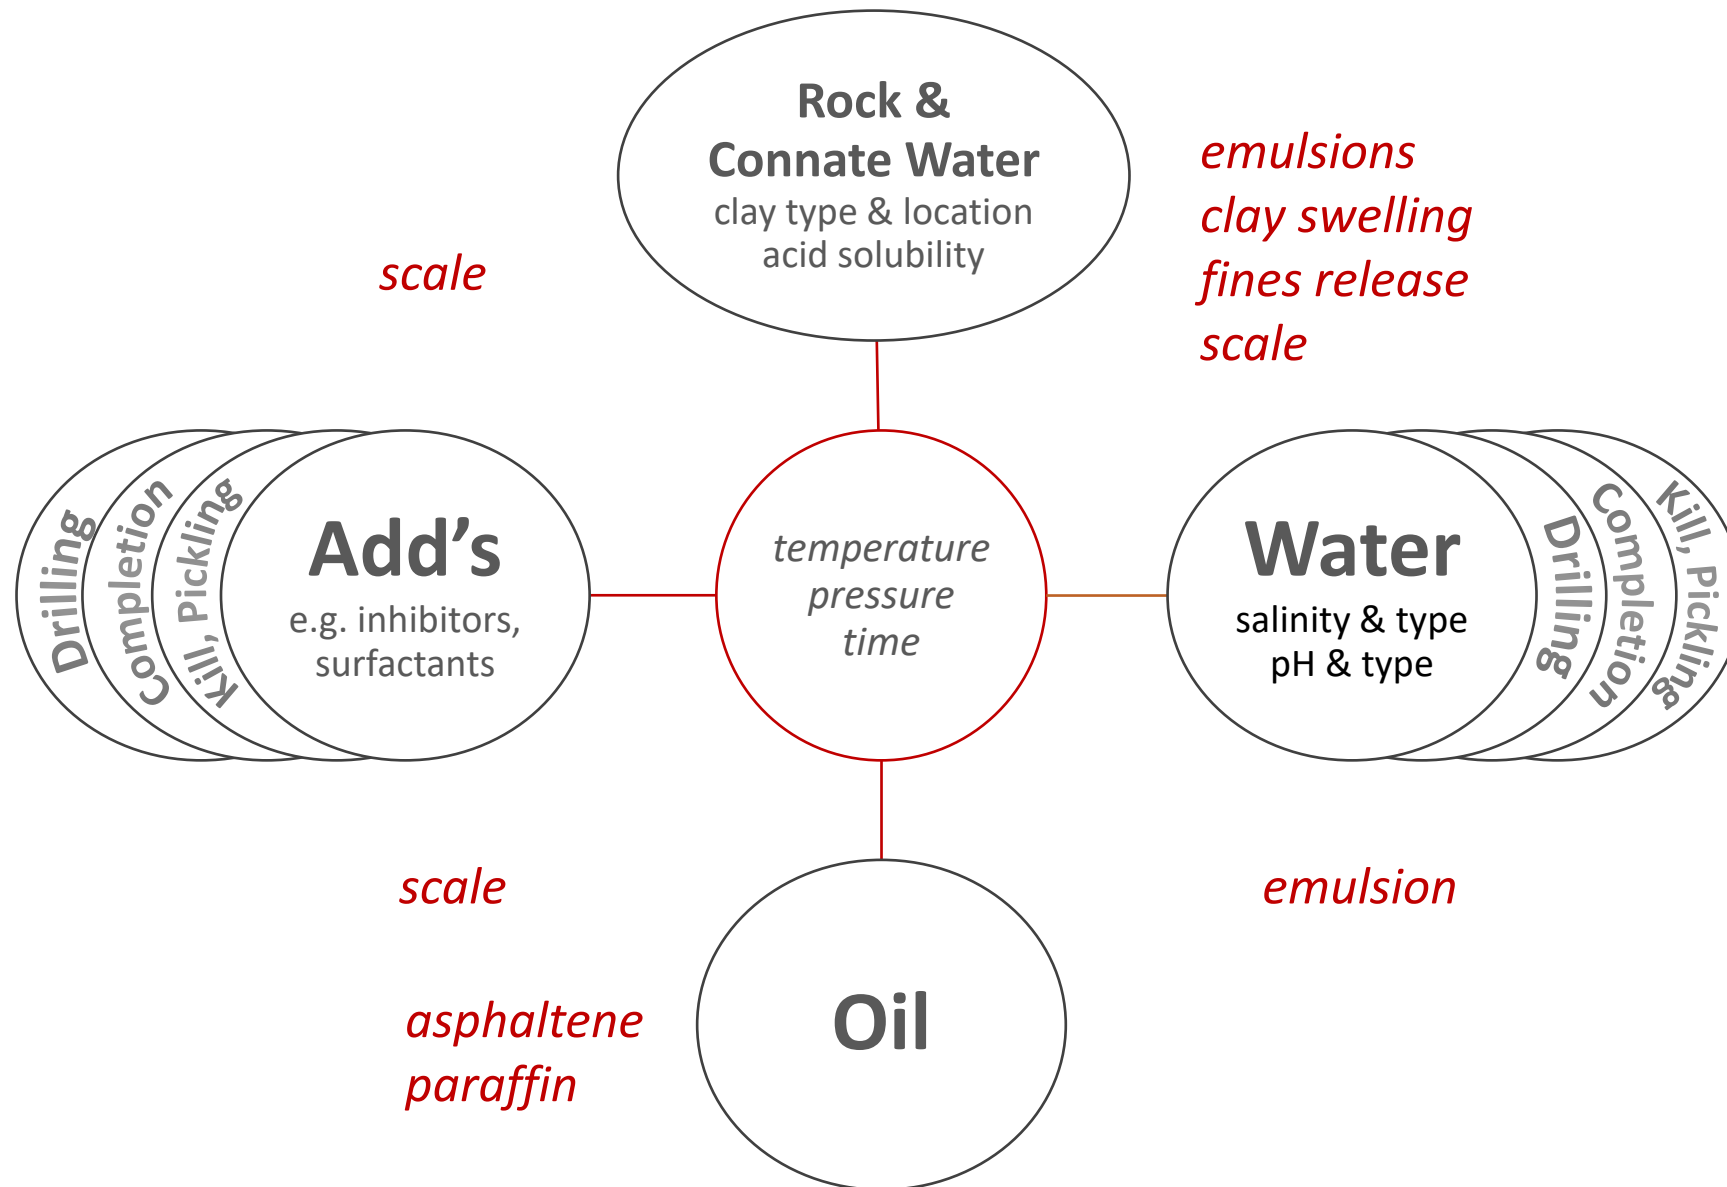 Rock &
Connate Water
clay type & location
acid solubility
scale
emulsions
clay swelling
fines release
scale
Drilling
Completion
Kill, Pickling
Add's
e.g. inhibitors,
surfactants
temperature
pressure
time
Water
salinity & type
pH & type
Drilling
Completion
Kill, Pickling
scale
emulsion
asphaltene
paraffin
Oil